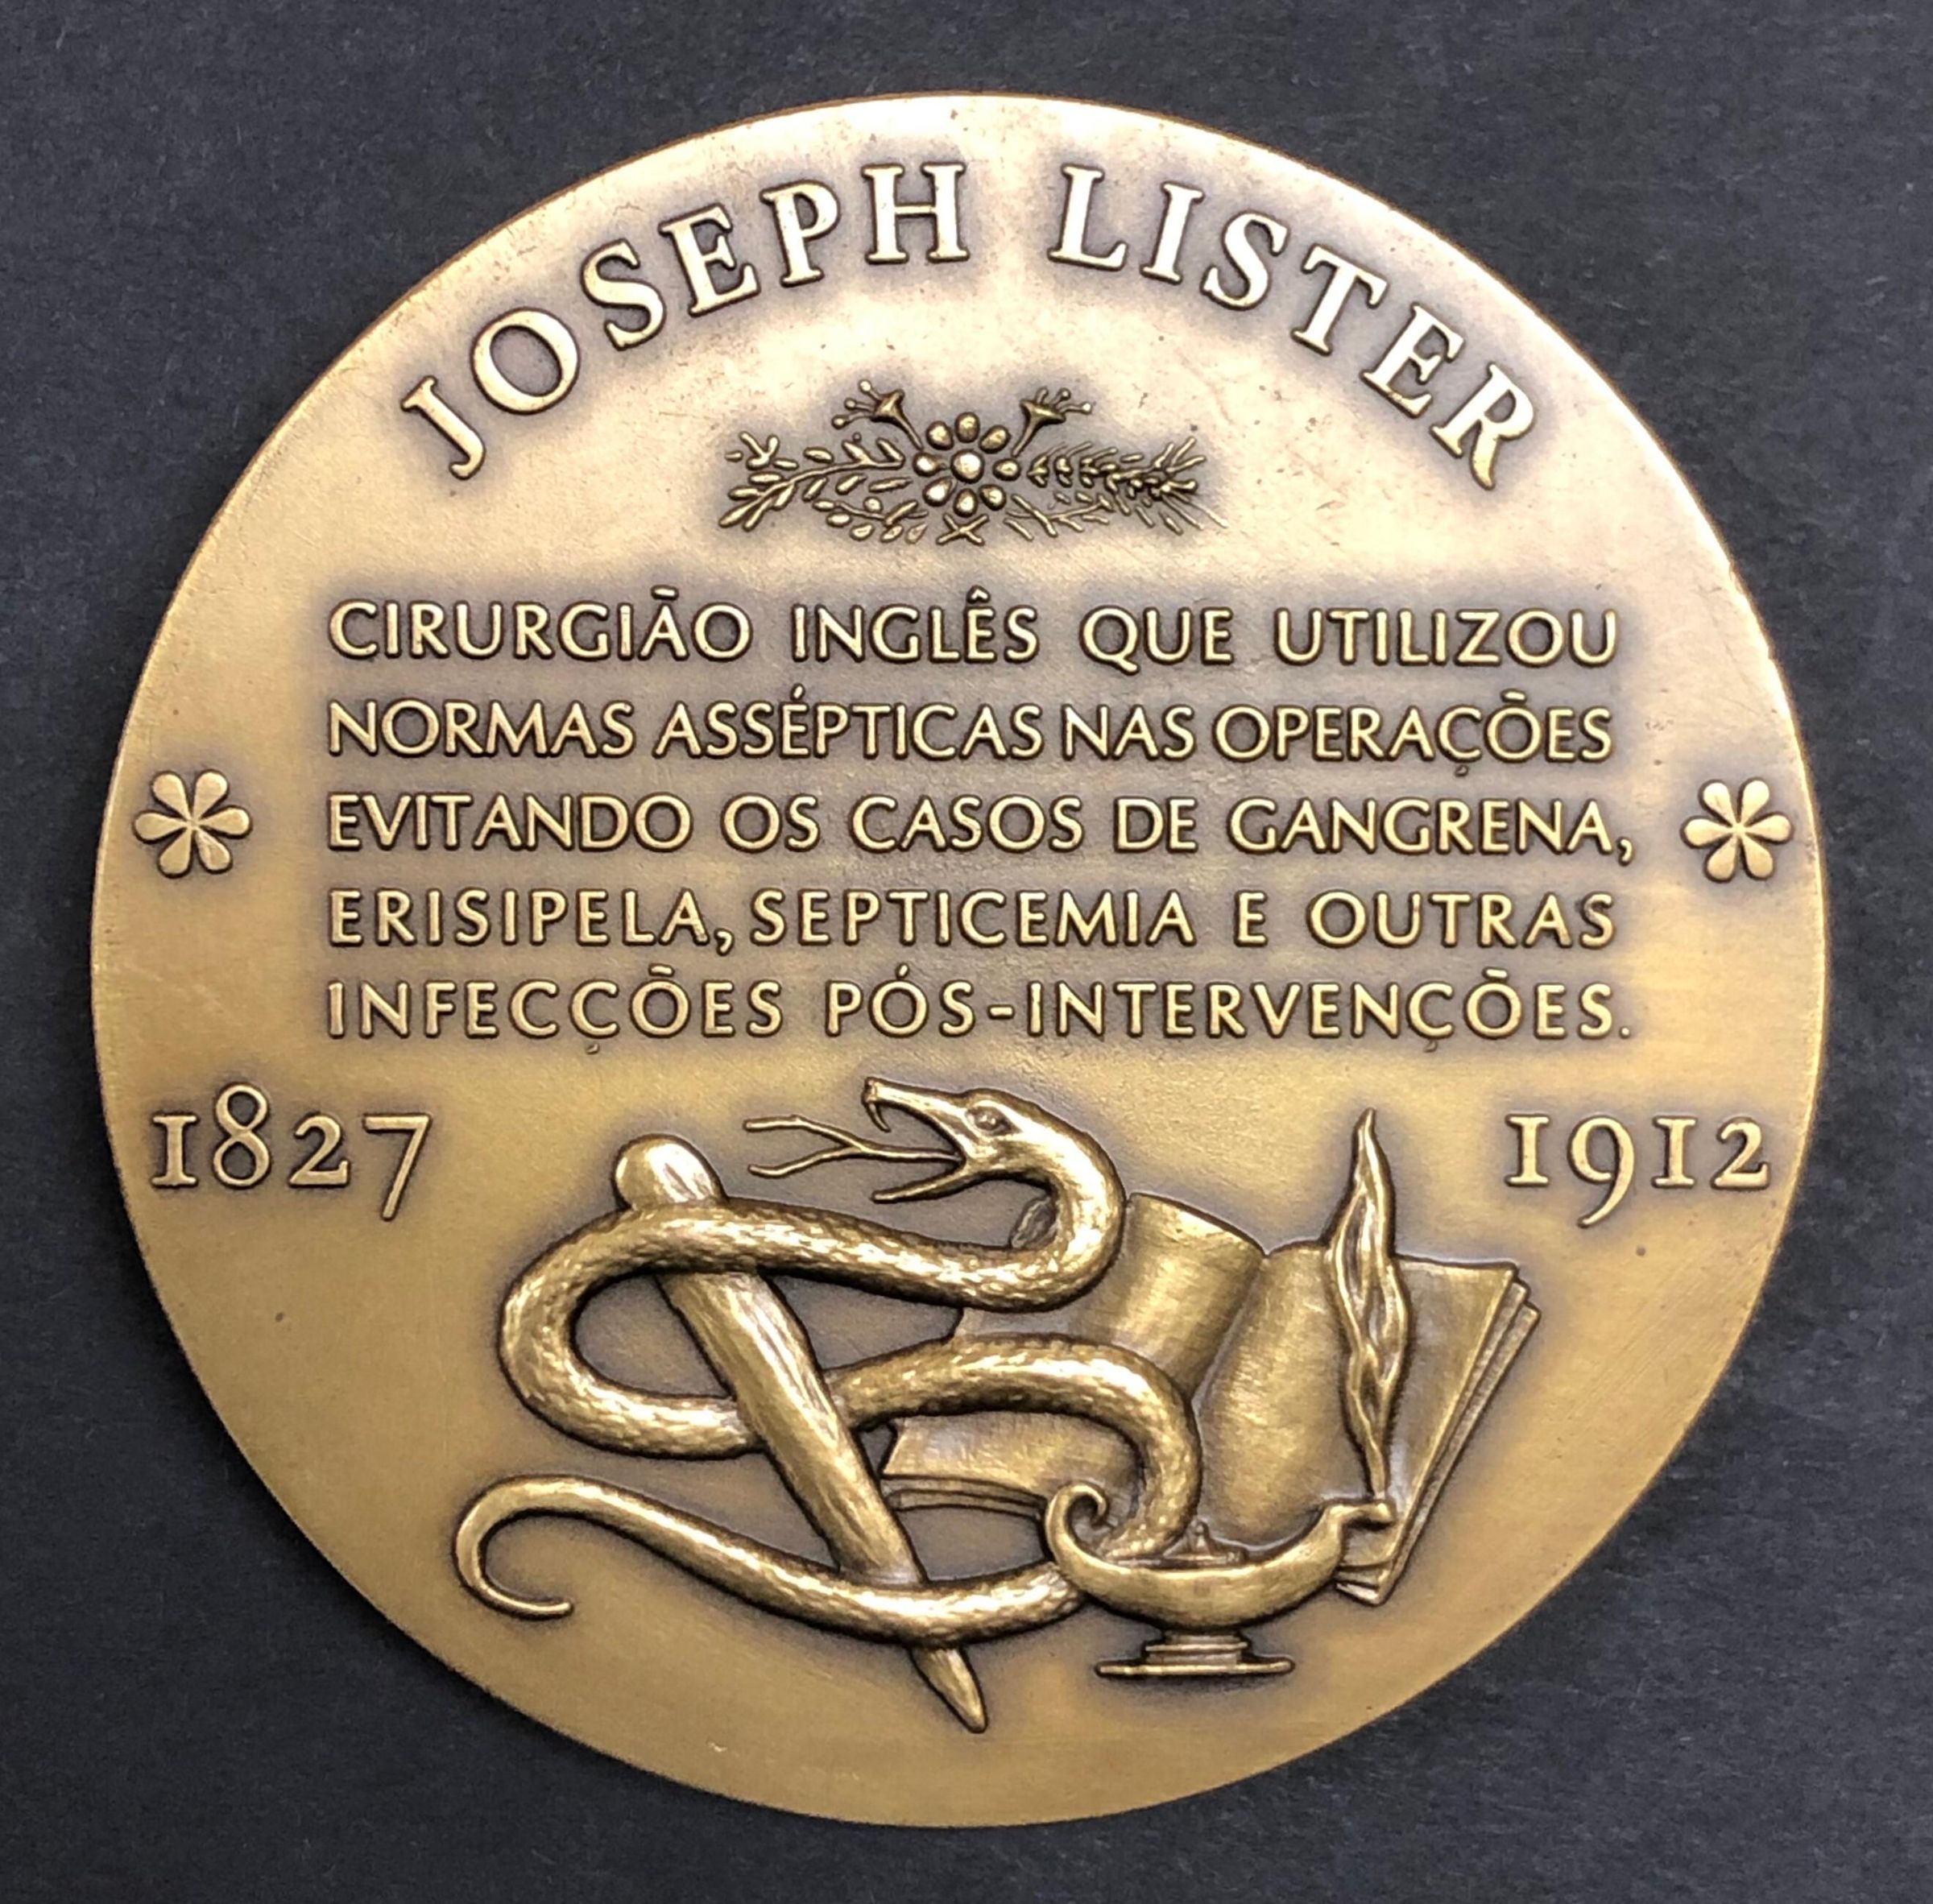 JOSEPH LISTER
CIRURGIÃO INGLÊS QUE UTILIZOU
NORMAS ASSÉPTICAS NAS OPERAÇÕES
EVITANDO OS CASOS DE GANGRENA,
ERISIPELA, SEPTICEMIA E OUTRAS
INFECÇÕES PÓS-INTERVENÇÕES.
1827 1912